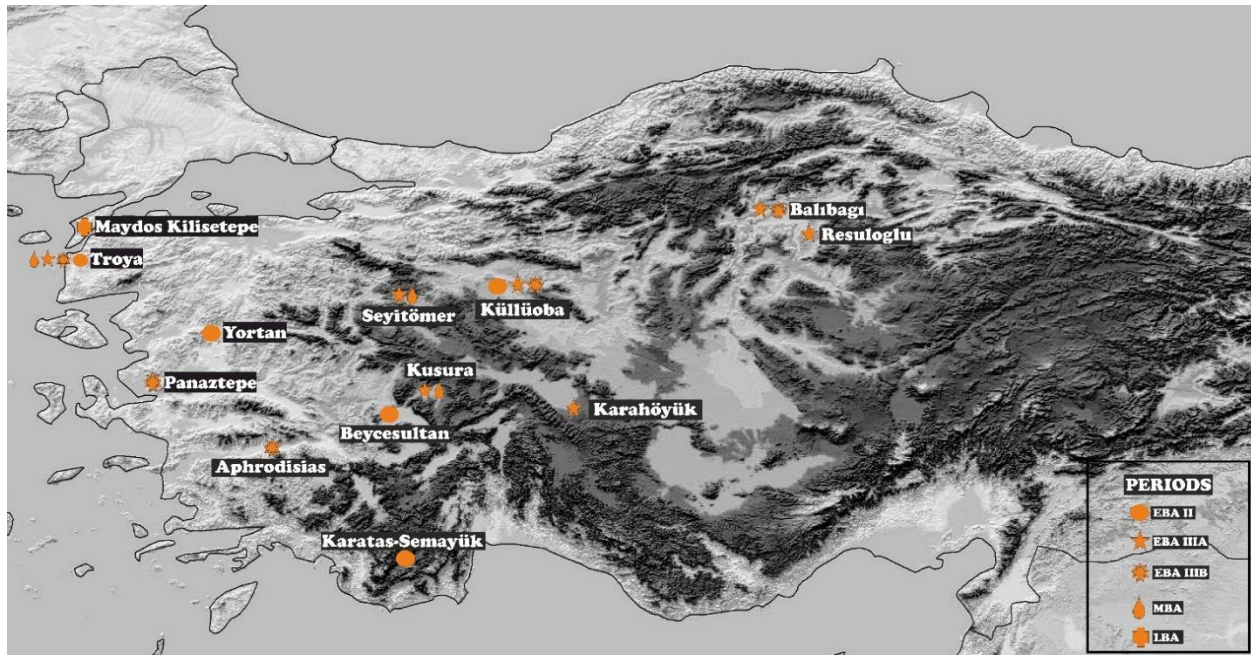 Balıbagı
Maydos Kilisetepe
Resuloglu
Troya
Küllüoba
Seyitömer
Yortan
Kusura
Panaztepe
Karahöyük
Beycesultan
Aphrodisias
Karatas-Semayük
PERIODS
EBA II
EBA IIIA
EBA IIIB
MBA
LBA